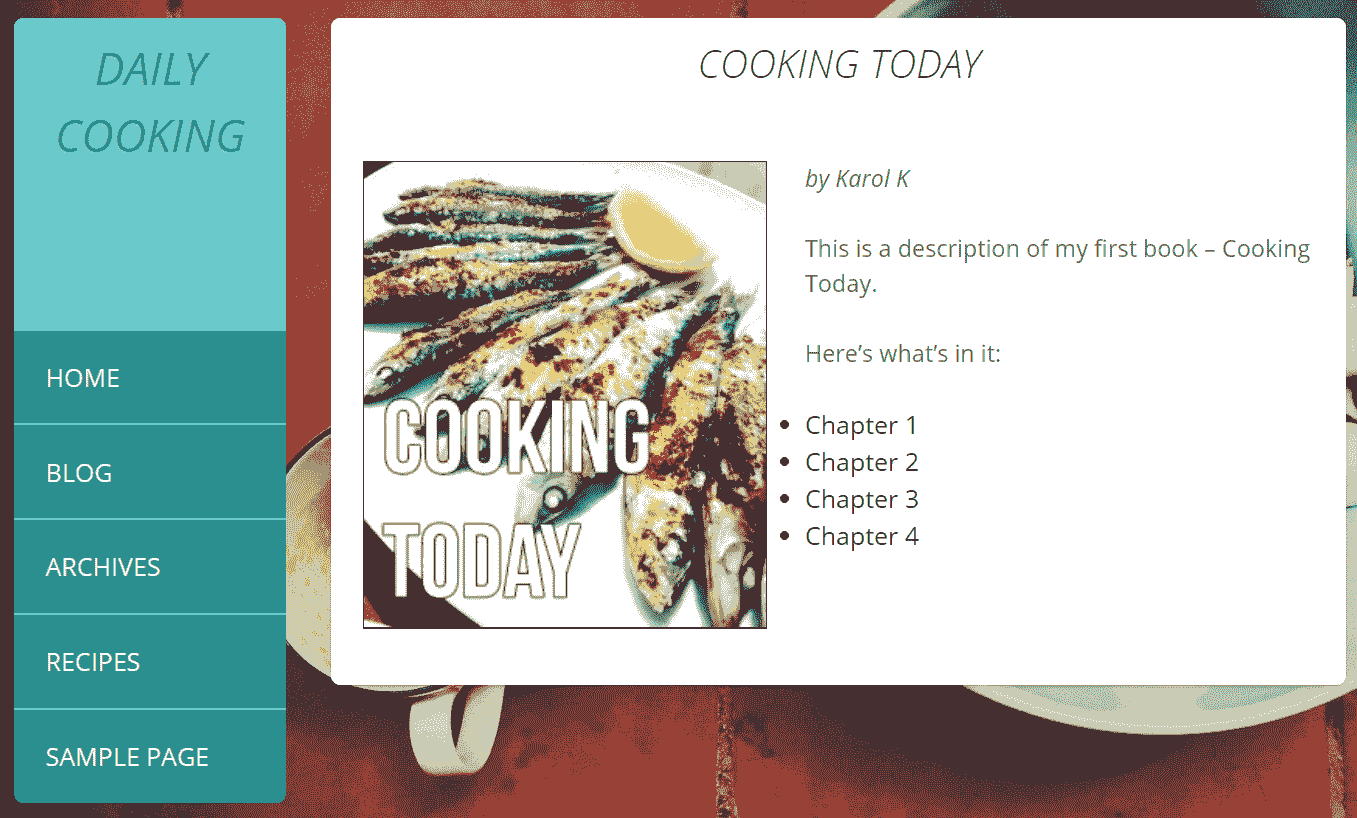 DAILY
COOKING
HOME
BLOG
ARCHIVES
RECIPES
SAMPLE PAGE
COOKING TODAY
COOKING
TODAY
by Karol K
This is a description of my first book – Cooking
Today.
Here’s what’s in it:
Chapter 1
Chapter 2
Chapter 3
Chapter 4